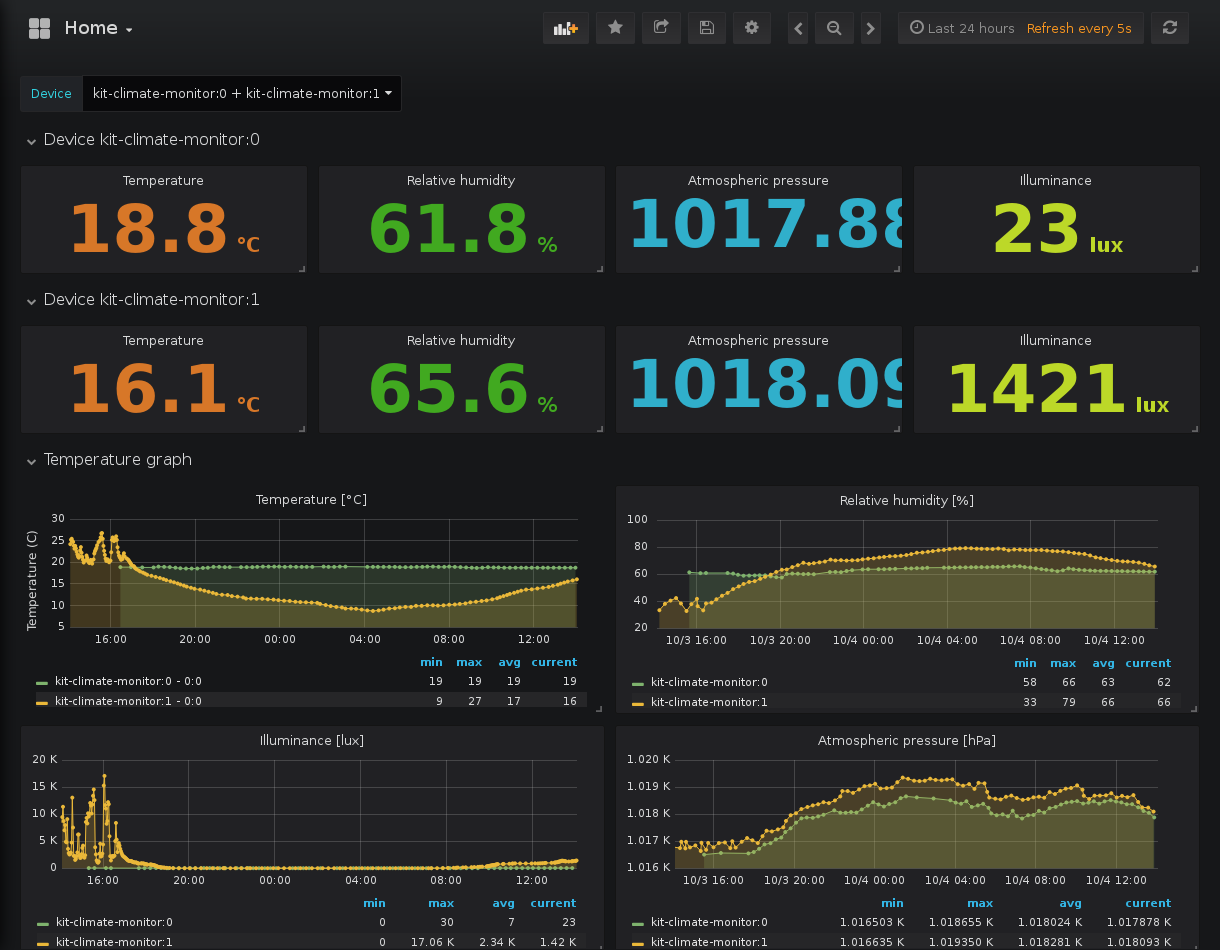 Home
Last 24 hours Refresh every 5s
Device kit-climate-monitor:0 + kit-climate-monitor:1
Device kit-climate-monitor:0
Temperature Relative humidity Atmospheric pressure Illuminance
18.8 °C 61.8 % 1017.88 23 lux
Device kit-climate-monitor:1
Temperature Relative humidity Atmospheric pressure Illuminance
16.1 °C 65.6 % 1018.09 1421 lux
Temperature graph
Temperature [°C]
Temperature (C)
30
25
20
15
10
5
16:00 20:00 00:00 04:00 08:00 12:00
min max avg current
kit-climate-monitor:0 - 0:0 19 19 19 19
kit-climate-monitor:1 - 0:0 9 27 17 16
Relative humidity [%]
100
80
60
40
20
10/3 16:00 10/3 20:00 10/4 00:00 10/4 04:00 10/4 08:00 10/4 12:00
min max avg current
kit-climate-monitor:0 58 66 63 62
kit-climate-monitor:1 33 79 66 66
Illuminance [lux]
20 K
15 K
10 K
5 K
0
16:00 20:00 00:00 04:00 08:00 12:00
min max avg current
kit-climate-monitor:0 0 30 7 23
kit-climate-monitor:1 0 17.06 K 2.34 K 1.42 K
Atmospheric pressure [hPa]
1.020 K
1.019 K
1.018 K
1.017 K
1.016 K
10/3 16:00 10/3 20:00 10/4 00:00 10/4 04:00 10/4 08:00 10/4 12:00
min max avg current
kit-climate-monitor:0 1.016503 K 1.018655 K 1.018024 K 1.017878 K
kit-climate-monitor:1 1.016635 K 1.019350 K 1.018281 K 1.018093 K